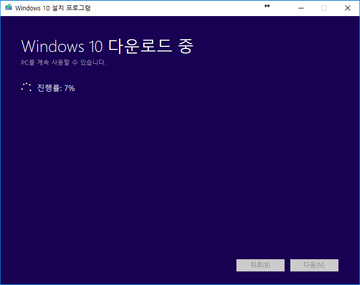 Windows 10 설치 프로그램
Windows 10 다운로드 중
PC를 계속 사용할 수 있습니다.
진행률: 7%
뒤로(B) 다음(N)